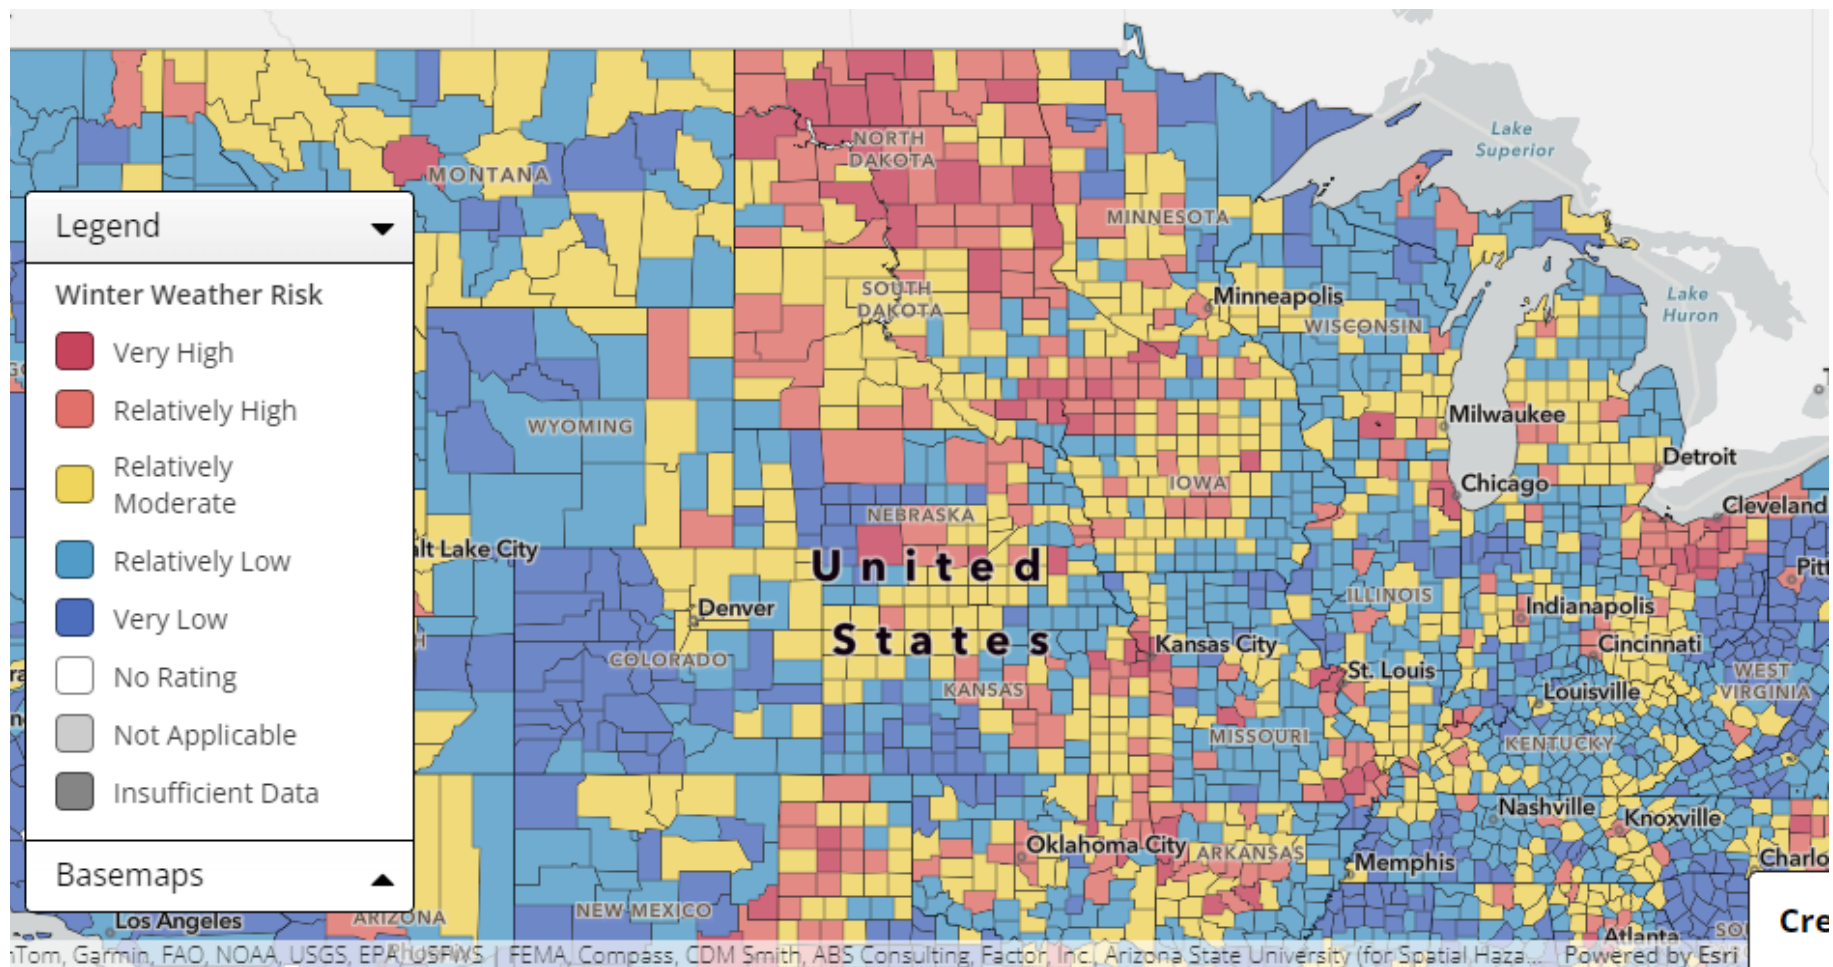 Legend
Winter Weather Risk
Very High
Relatively High
Relatively
Moderate
Relatively Low
Very Low
No Rating
Not Applicable
Insufficient Data
Basemaps
MONTANA
NORTH
DAKOTA
MINNESOTA
Lake
Superior
SOUTH
DAKOTA
Minneapolis
WISCONSIN
Lake
Huron
WYOMING
Milwaukee
Detroit
IOWA
Chicago
NEBRASKA
Cleveland
alt Lake City
United
States
Pitt
Denver
ILLINOIS
Indianapolis
Kansas City
Cincinnati
COLORADO
St. Louis
WEST
VIRGINIA
KANSAS
Louisville
MISSOURI
KENTUCKY
Nashville
Knoxville
Oklahoma City
ARKANSAS
Memphis
Charlo
NEW MEXICO
ARIZONA
Los Angeles
Atlanta
SO
Cre
nTom, Garmin, FAO, NOAA, USGS, EPA, USFWS | FEMA, Compass, CDM Smith, ABS Consulting, Factor, Inc., Arizona State University (for Spatial Haza...
Powered by Esri